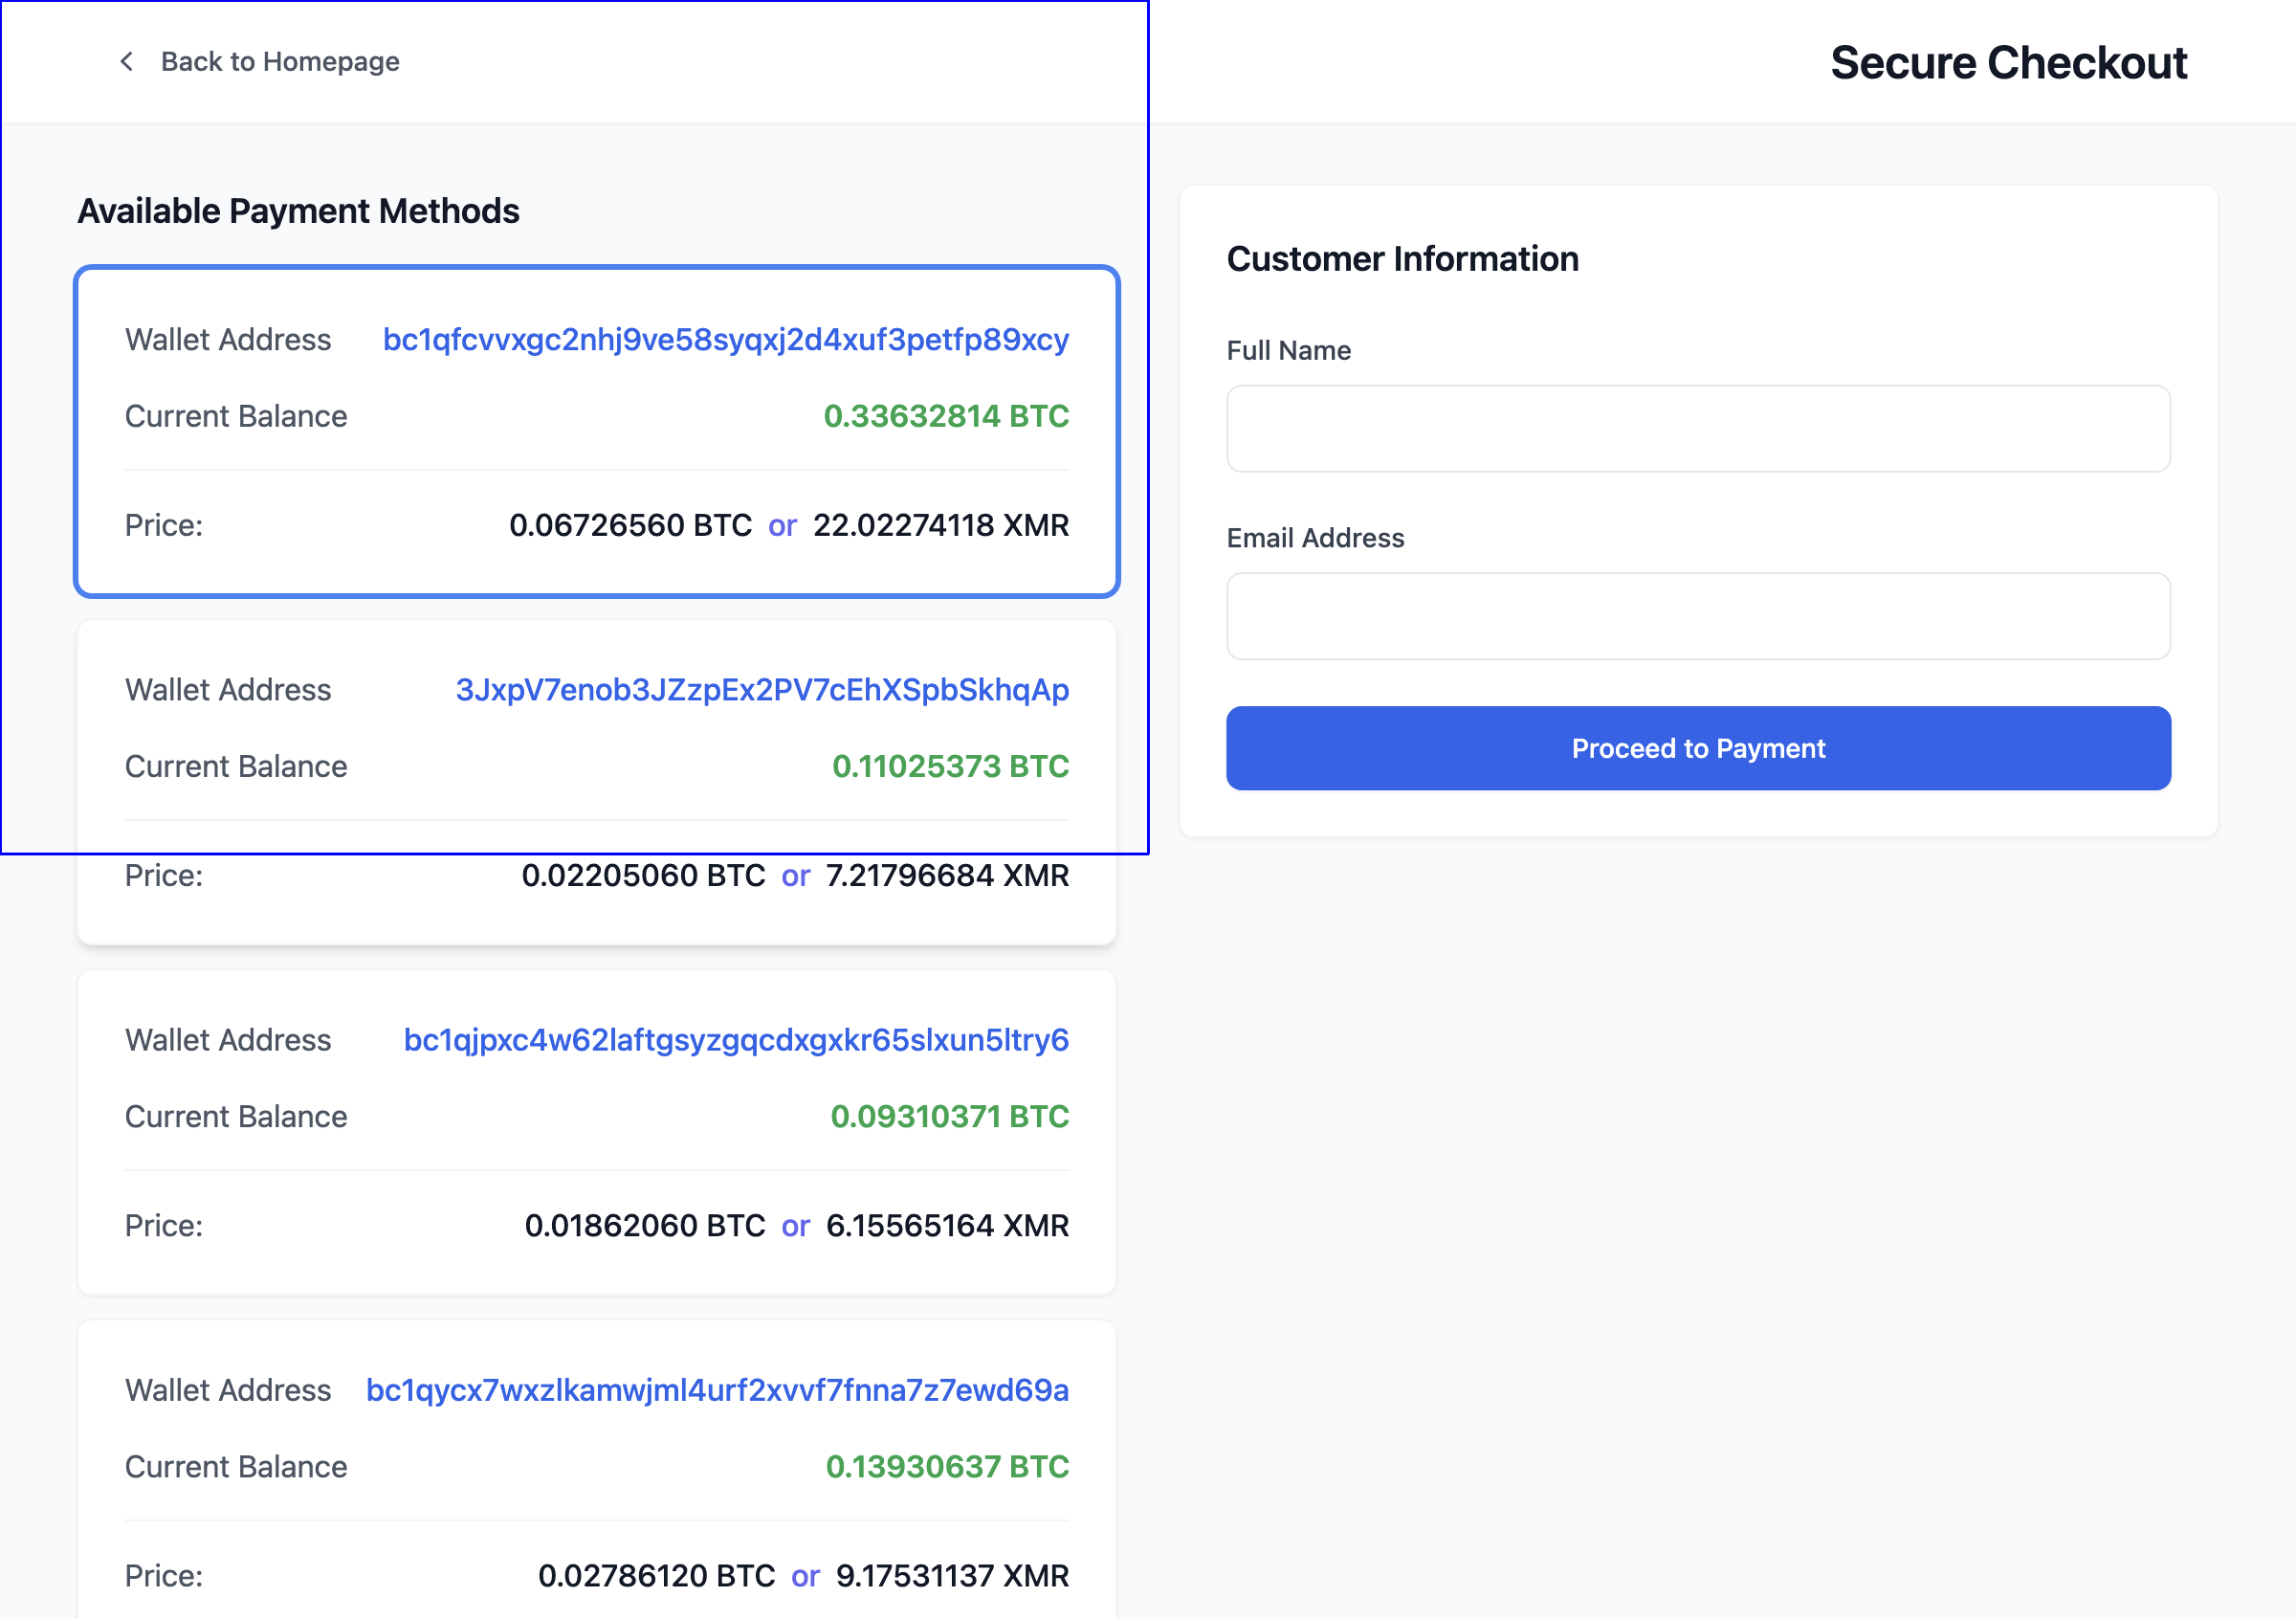 Back to Homepage
Secure Checkout
Available Payment Methods
Wallet Address bc1qfcvvxgc2nhj9ve58syqxj2d4xuf3petfp89xcy
Current Balance 0.33632814 BTC
Price: 0.06726560 BTC or 22.02274118 XMR
Wallet Address 3JxpV7enob3JZzpEx2PV7cEhXSpbSkhqAp
Current Balance 0.11025373 BTC
Price: 0.02205060 BTC or 7.21796684 XMR
Wallet Address bc1qjpxc4w62laftgsyzgqcdxgxkr65slxun5ltry6
Current Balance 0.09310371 BTC
Price: 0.01862060 BTC or 6.15565164 XMR
Wallet Address bc1qycx7wxzlkamwjml4urf2xvvf7fnna7z7ewd69a
Current Balance 0.13930637 BTC
Price: 0.02786120 BTC or 9.17531137 XMR
Customer Information
Full Name
Email Address
Proceed to Payment